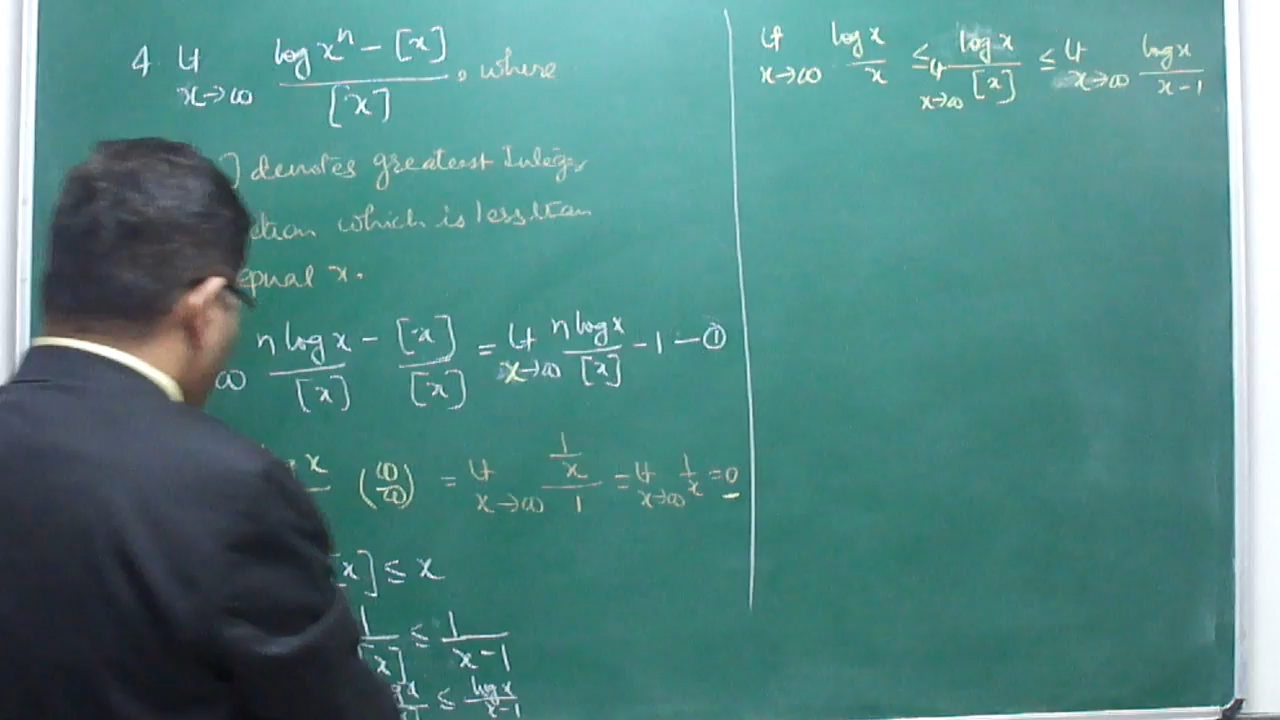 4. Lt x→∞ (log xⁿ – [x]) / [x], where
] denotes greatest Integer
ction which is less than
equal x.
∞ n log x / [x] – [x] / [x] = Lt x→∞ n log x / [x] – 1 — ①
x (∞/∞) = Lt x→∞ (1/x) / 1 = Lt x→∞ 1/x = 0
[x] ≤ x
1/[x] ≤ 1/(x–1)
≤ log x / (x–1)
Lt x→∞ log x / x ≤ Lt x→∞ log x / [x] ≤ Lt x→∞ log x / (x–1)